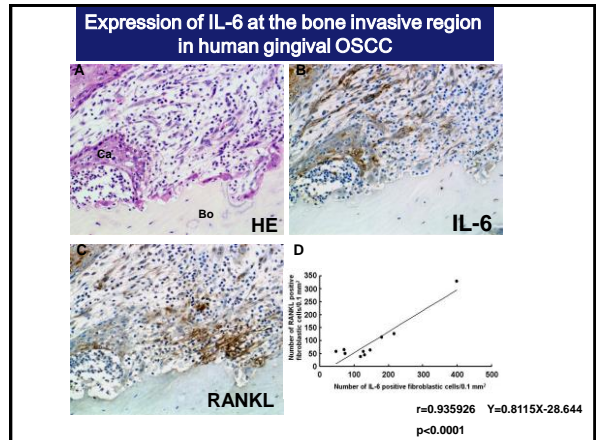 Expression of IL-6 at the bone invasive region
in human gingival OSCC
A
Ca
Bo
HE
B
IL-6
C
RANKL
D
Number of RANKL positive
fibroblastic cells/0.1 mm²
350
300
250
200
150
100
50
0
0 100 200 300 400 500
Number of IL-6 positive fibroblastic cells/0.1 mm²
r=0.935926 Y=0.8115X-28.644
p<0.0001